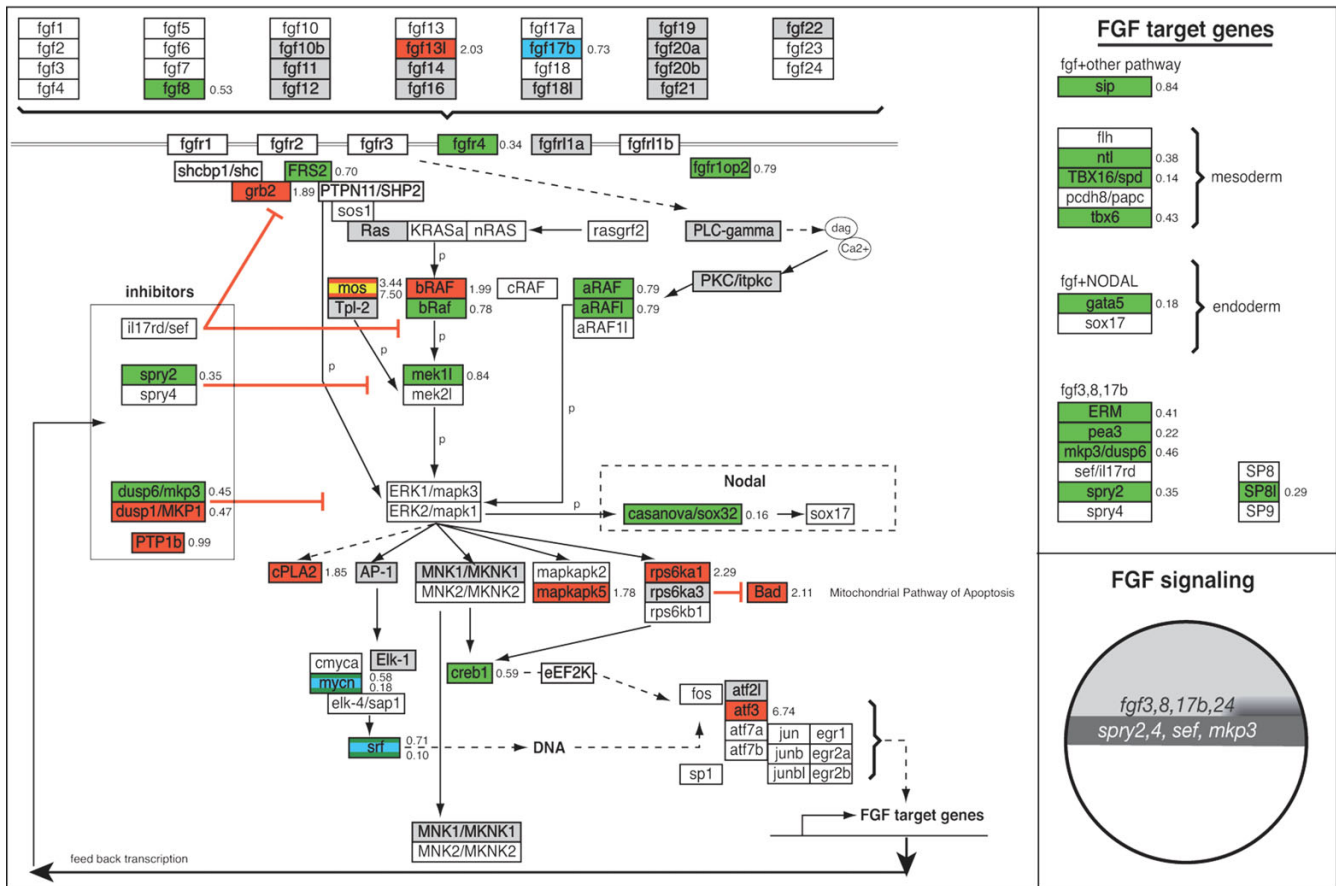 fgf1
fgf2
fgf3
fgf4
fgf5
fgf6
fgf7
fgf8 0.53
fgf10
fgf10b
fgf11
fgf12
fgf13
fgf13l 2.03
fgf14
fgf16
fgf17a
fgf17b 0.73
fgf18
fgf18l
fgf19
fgf20a
fgf20b
fgf21
fgf22
fgf23
fgf24
fgfr1 fgfr2 fgfr3 fgfr4 0.34 fgfrl1a fgfrl1b
shcbp1/shc FRS2 0.70 fgfr1op2 0.79
grb2 1.89 PTPN11/SHP2
sos1
Ras KRASa nRAS rasgrf2 PLC-gamma dag
Ca2+
p
PKC/itpkc
inhibitors
mos 3.44
7.50
Tpl-2
bRAF 1.99
bRaf 0.78
cRAF
aRAF 0.79
aRAFl 0.79
aRAF1l
il17rd/sef
p
p
p
p
spry2 0.35
spry4
mek1l 0.84
mek2l
p
dusp6/mkp3 0.45
dusp1/MKP1 0.47
PTP1b 0.99
ERK1/mapk3
ERK2/mapk1
p
Nodal
casanova/sox32 0.16 sox17
cPLA2 1.85
AP-1
MNK1/MKNK1
MNK2/MKNK2
mapkapk2
mapkapk5 1.78
rps6ka1 2.29
rps6ka3
rps6kb1
Bad 2.11
Mitochondrial Pathway of Apoptosis
cmyca
Elk-1
mycn 0.58
0.18
elk-4/sap1
creb1 0.59 eEF2K
fos
atf2l
atf3 6.74
atf7a
atf7b
jun egr1
junb egr2a
junbl egr2b
sp1
srf 0.71
0.10
DNA
MNK1/MKNK1
MNK2/MKNK2
FGF target genes
feed back transcription
FGF target genes
fgf+other pathway
sip 0.84
flh
ntl 0.38
TBX16/spd 0.14
pcdh8/papc
tbx6 0.43
mesoderm
fgf+NODAL
gata5 0.18
sox17
endoderm
fgf3,8,17b
ERM 0.41
pea3 0.22
mkp3/dusp6 0.46
sef/il17rd
spry2 0.35
spry4
SP8
SP8l 0.29
SP9
FGF signaling
fgf3,8,17b,24
spry2,4, sef, mkp3